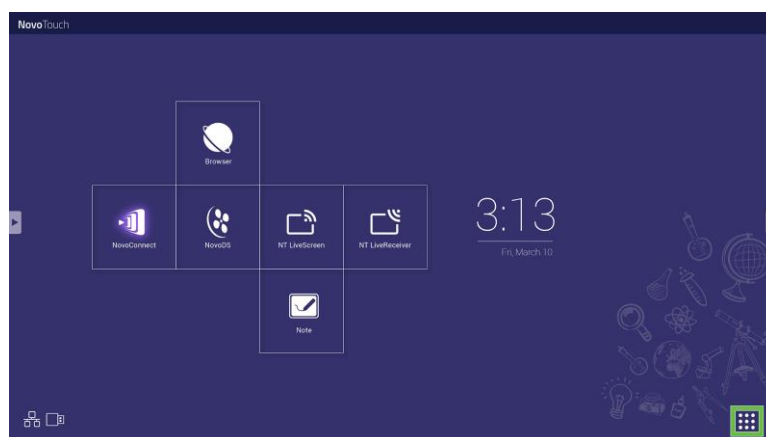 NovoTouch
Browser
NovoConnect
NovoDS
NT LiveScreen
NT LiveReceiver
3:13
Fri, March 10
Note